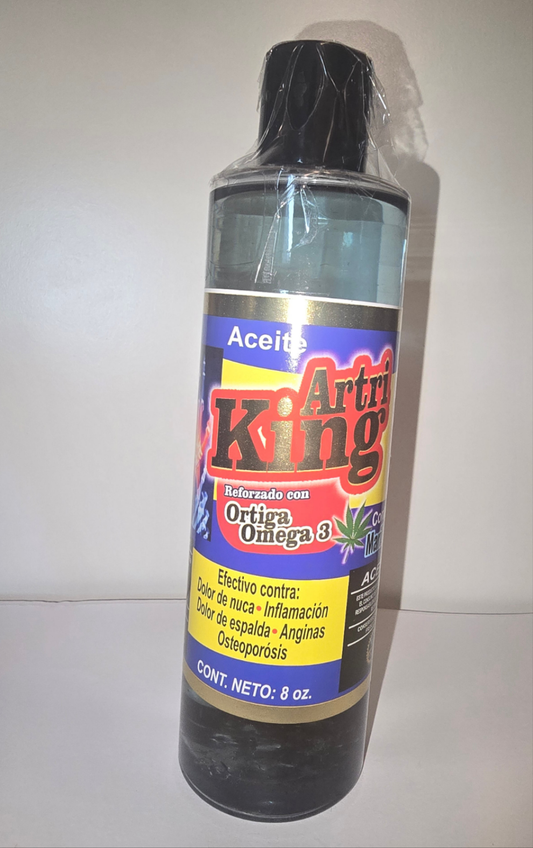 Aceite
Artri
King
Reforzado con
Ortiga
Omega 3
Efectivo contra:
Dolor de nuca • Inflamación
Dolor de espalda • Anginas
Osteoporósis
CONT. NETO: 8 oz.